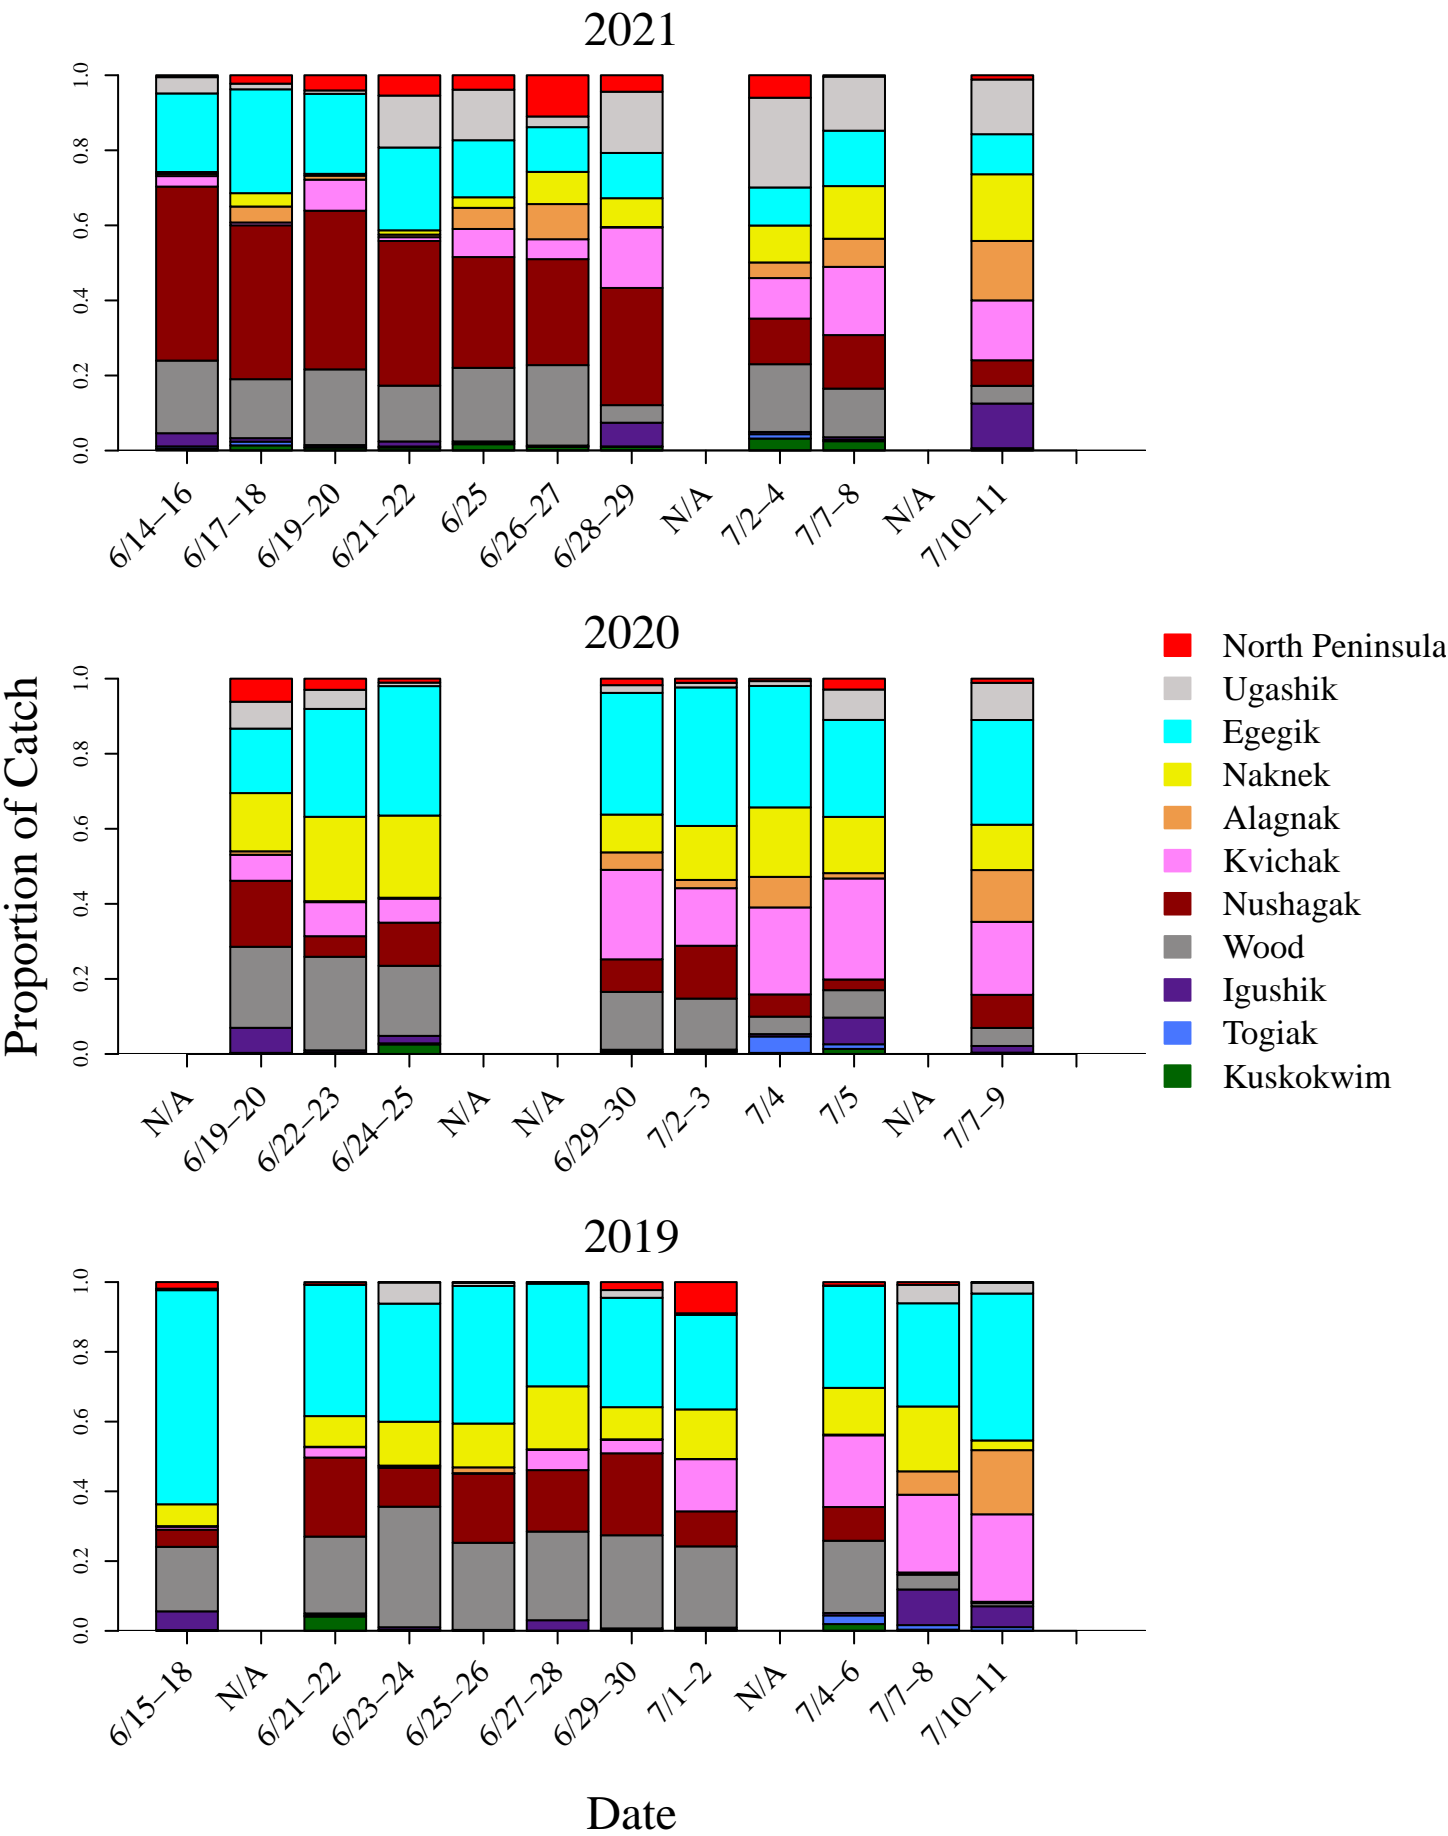 2021
1.0
0.8
0.6
0.4
0.2
0.0
6/14–16 6/17–18 6/19–20 6/21–22 6/25 6/26–27 6/28–29 N/A 7/2–4 7/7–8 N/A 7/10–11
Proportion of Catch
2020
1.0
0.8
0.6
0.4
0.2
0.0
N/A 6/19–20 6/22–23 6/24–25 N/A N/A 6/29–30 7/2–3 7/4 7/5 N/A 7/7–9
North Peninsula
Ugashik
Egegik
Naknek
Alagnak
Kvichak
Nushagak
Wood
Igushik
Togiak
Kuskokwim
2019
1.0
0.8
0.6
0.4
0.2
0.0
6/15–18 N/A 6/21–22 6/23–24 6/25–26 6/27–28 6/29–30 7/1–2 N/A 7/4–6 7/7–8 7/10–11
Date